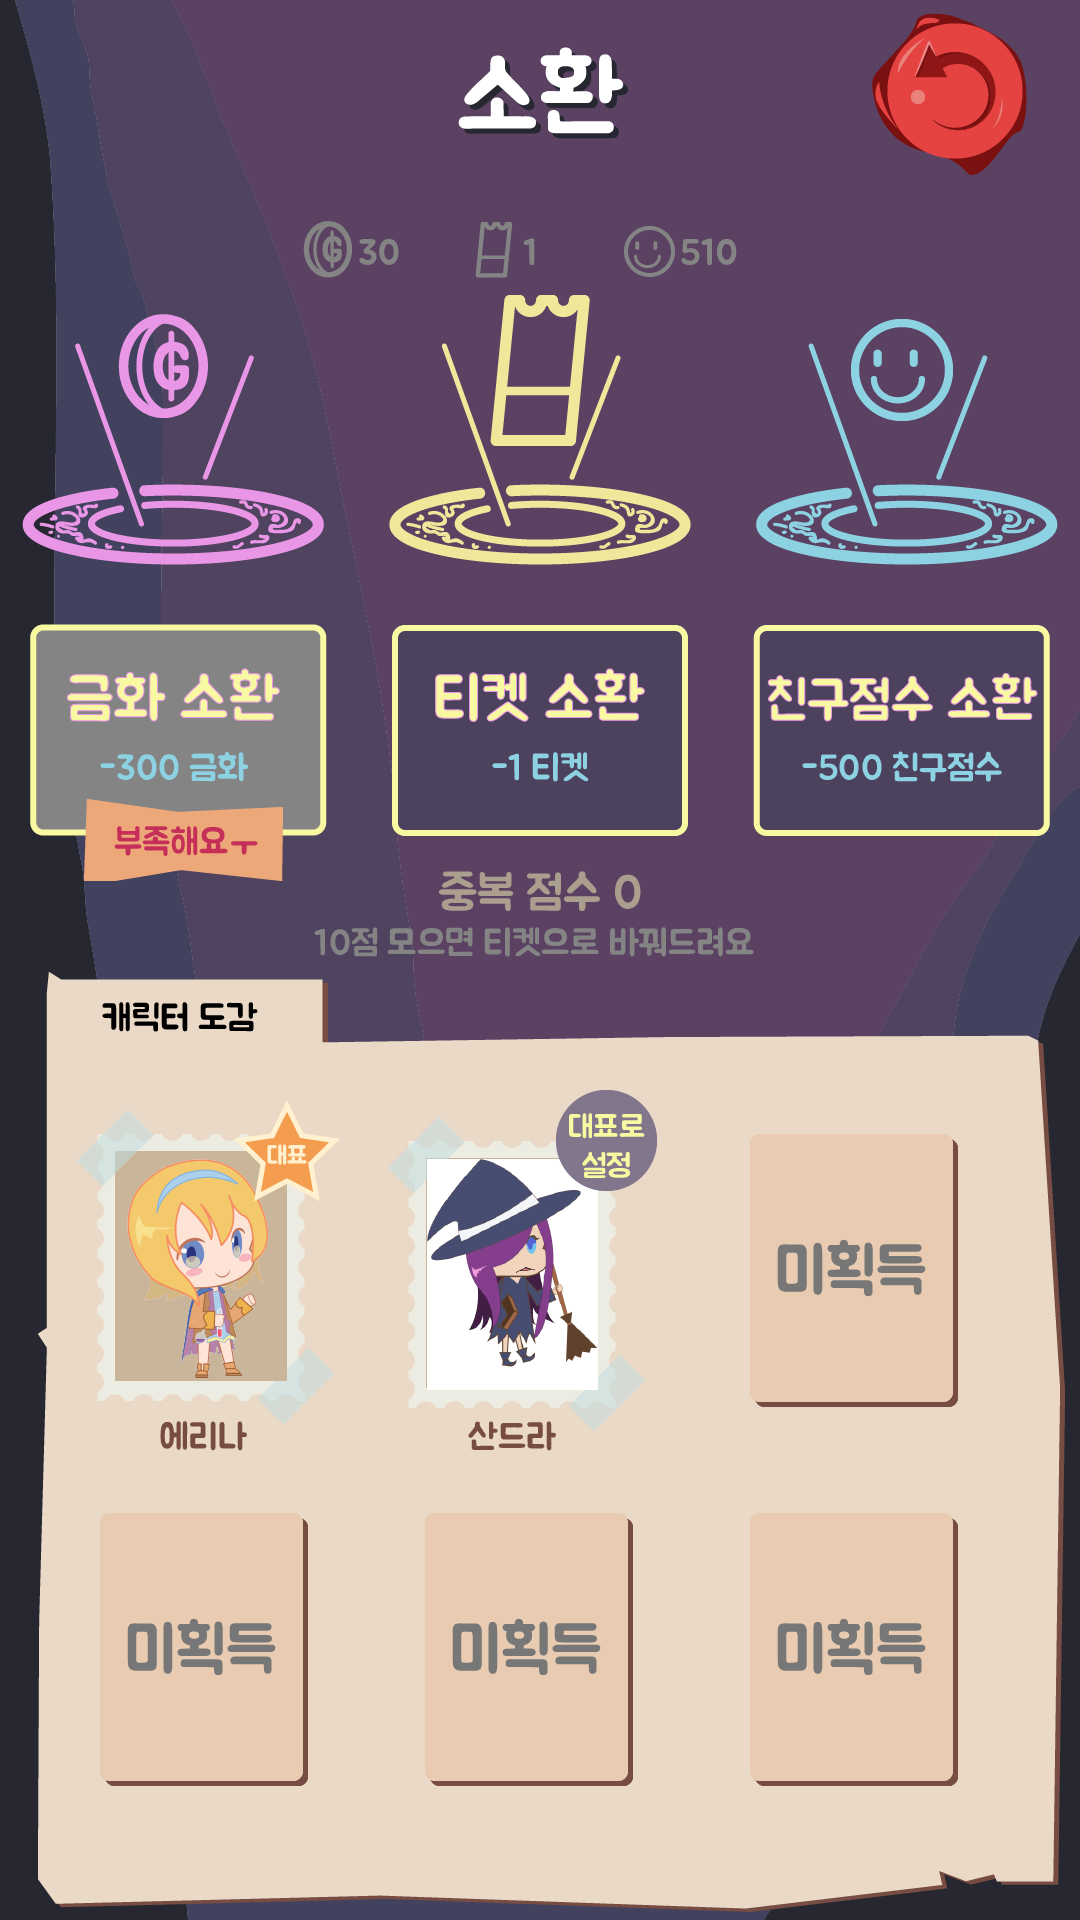 소환
30 1 510
금화 소환
-300 금화
부족해요ㅜ
티켓 소환
-1 티켓
친구점수 소환
-500 친구점수
중복 점수 0
10점 모으면 티켓으로 바꿔드려요
캐릭터 도감
대표
에리나
대표로
설정
산드라
미획득
미획득
미획득
미획득